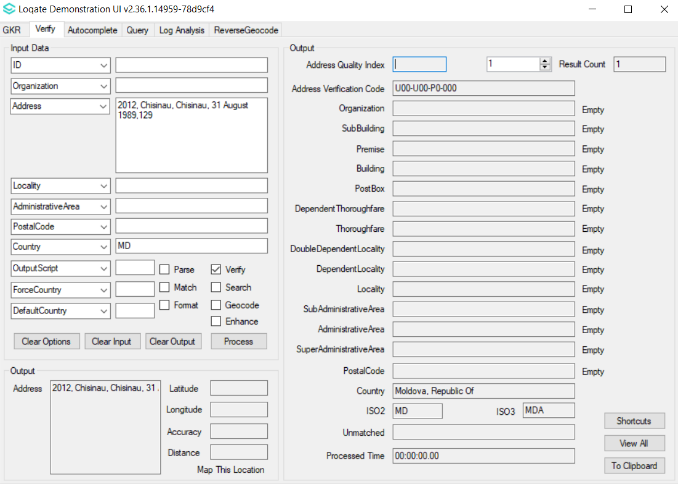 Loqate Demonstration UI v2.36.1.14959-78d9cf4
GKR Verify Autocomplete Query Log Analysis ReverseGeocode
Input Data
ID
Organization
Address 2012, Chisinau, Chisinau, 31 August
1989,129
Locality
AdministrativeArea
PostalCode
Country MD
OutputScript Parse Verify
ForceCountry Match Search
DefaultCountry Format Geocode
Enhance
Clear Options Clear Input Clear Output Process
Output
Address 2012, Chisinau, Chisinau, 31 . Latitude
Longitude
Accuracy
Distance
Map This Location
Output
Address Quality Index 1 Result Count 1
Address Verification Code U00-U00-P0-000
Organization Empty
SubBuilding Empty
Premise Empty
Building Empty
PostBox Empty
DependentThoroughfare Empty
Thoroughfare Empty
DoubleDependentLocality Empty
DependentLocality Empty
Locality Empty
SubAdministrativeArea Empty
AdministrativeArea Empty
SuperAdministrativeArea Empty
PostalCode Empty
Country Moldova, Republic Of
ISO2 MD ISO3 MDA
Unmatched
Processed Time 00:00:00.00
Shortcuts
View All
To Clipboard